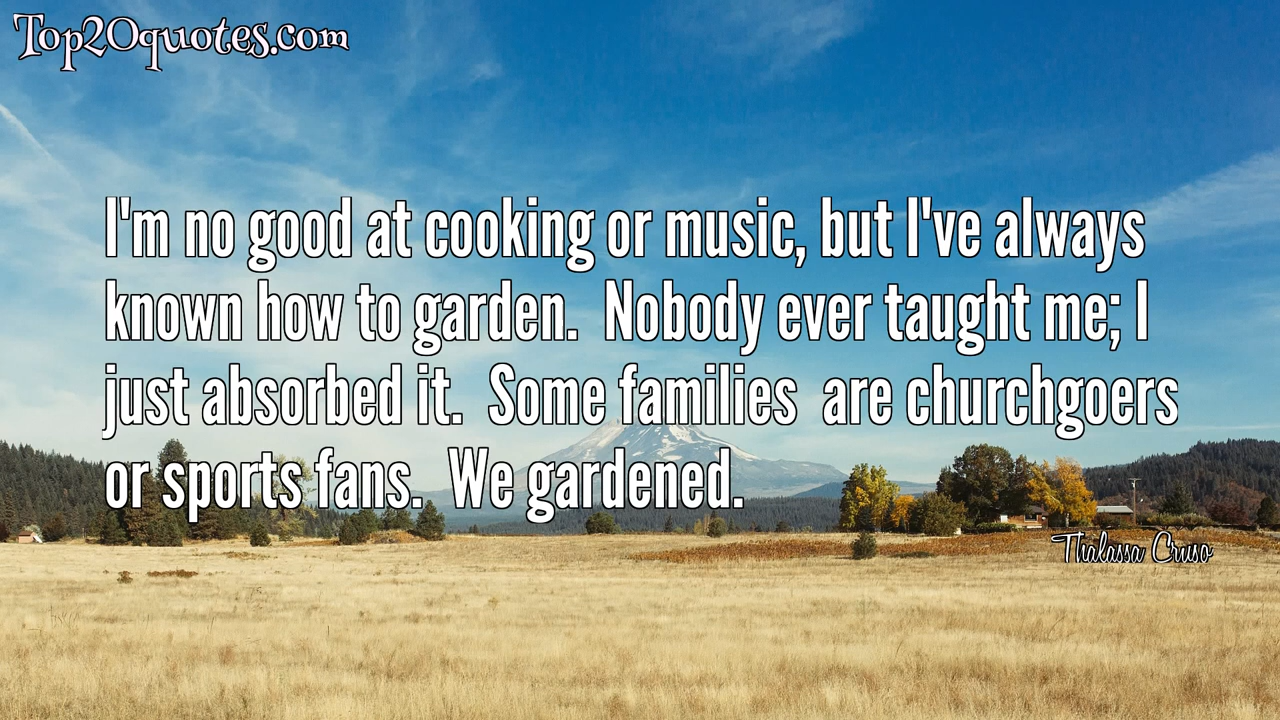 Top20quotes.com
I'm no good at cooking or music, but I've always
known how to garden.  Nobody ever taught me; I
just absorbed it.  Some families  are churchgoers
or sports fans.  We gardened.
Thalassa Cruso